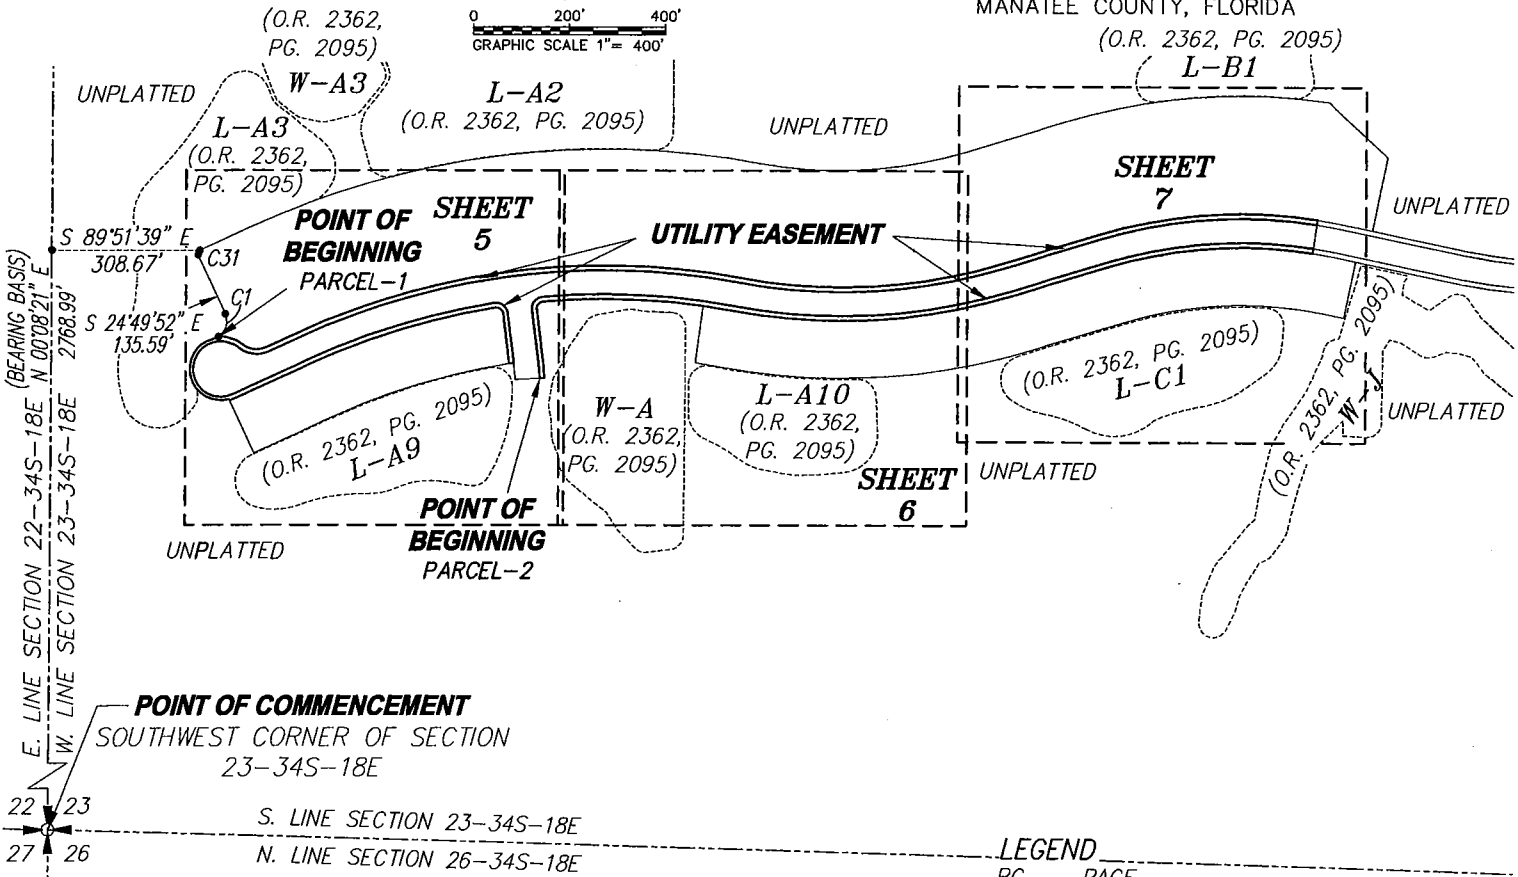 (O.R. 2362,
PG. 2095)
W-A3
0 200' 400'
GRAPHIC SCALE 1"= 400'
MANATEE COUNTY, FLORIDA
(O.R. 2362, PG. 2095)
L-B1
UNPLATTED
L-A2
(O.R. 2362, PG. 2095)
UNPLATTED
L-A3
(O.R. 2362,
PG. 2095)
SHEET
7
SHEET
5
POINT OF
BEGINNING
PARCEL-1
UTILITY EASEMENT
UNPLATTED
S 89°51'39" E
308.67'
C31
C1
S 24°49'52" E
135.59'
(BEARING BASIS)
N 00°08'21" E
2768.99'
E. LINE SECTION 22-34S-18E
W. LINE SECTION 23-34S-18E
(O.R. 2362, PG. 2095)
L-A9
W-A
(O.R. 2362,
PG. 2095)
L-A10
(O.R. 2362,
PG. 2095)
(O.R. 2362, PG. 2095)
L-C1
(O.R. 2362, PG. 2095)
W-J
UNPLATTED
SHEET
6
UNPLATTED
POINT OF
BEGINNING
PARCEL-2
UNPLATTED
POINT OF COMMENCEMENT
SOUTHWEST CORNER OF SECTION
23-34S-18E
22 23
27 26
S. LINE SECTION 23-34S-18E
N. LINE SECTION 26-34S-18E
LEGEND
PG. PAGE